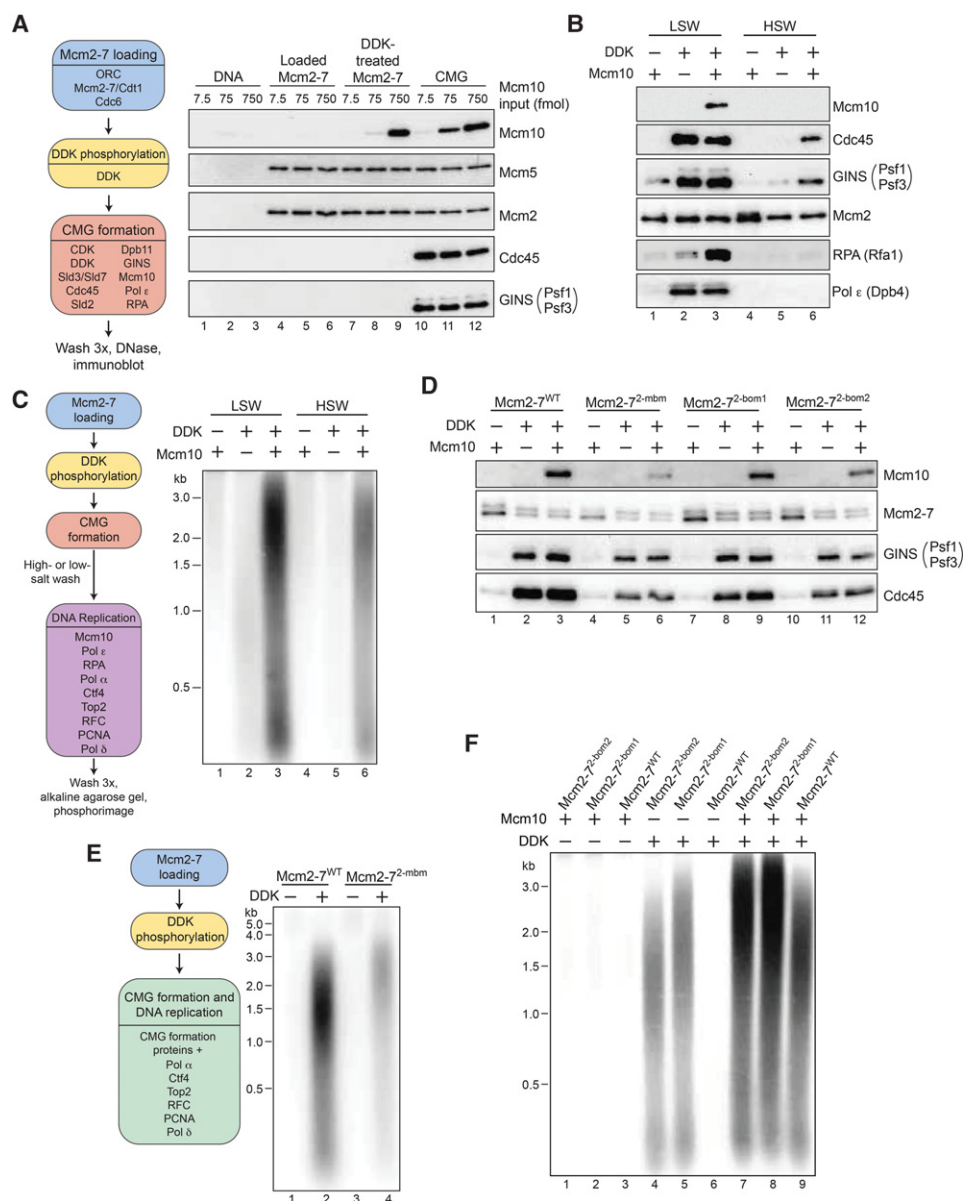 A
Mcm2-7 loading
ORC
Mcm2-7/Cdt1
Cdc6
DDK phosphorylation
DDK
CMG formation
CDK Dpb11
DDK GINS
Sld3/Sld7 Mcm10
Cdc45 Pol ε
Sld2 RPA
Wash 3x, DNase,
immunoblot
DNA
Loaded
Mcm2-7
DDK-
treated
Mcm2-7
CMG
Mcm10
input (fmol)
7.5 75 750 7.5 75 750 7.5 75 750 7.5 75 750
Mcm10
Mcm5
Mcm2
Cdc45
GINS (Psf1
Psf3)
1 2 3 4 5 6 7 8 9 10 11 12
B
LSW HSW
DDK − + + − + +
Mcm10 + − + + − +
Mcm10
Cdc45
GINS (Psf1
Psf3)
Mcm2
RPA (Rfa1)
Pol ε (Dpb4)
1 2 3 4 5 6
C
Mcm2-7
loading
DDK
phosphorylation
CMG
formation
High- or low-
salt wash
DNA Replication
Mcm10
Pol ε
RPA
Pol α
Ctf4
Top2
RFC
PCNA
Pol δ
Wash 3x,
alkaline agarose gel,
phosphorimage
LSW HSW
DDK − + + − + +
Mcm10 + − + + − +
kb
3.0
2.0
1.5
1.0
0.5
1 2 3 4 5 6
D
Mcm2-7WT Mcm2-72-mbm Mcm2-72-bom1 Mcm2-72-bom2
DDK − + + − + + − + + − + +
Mcm10 + − + + − + + − + + − +
Mcm10
Mcm2-7
GINS (Psf1
Psf3)
Cdc45
1 2 3 4 5 6 7 8 9 10 11 12
E
Mcm2-7
loading
DDK
phosphorylation
CMG formation and
DNA replication
CMG formation
proteins +
Pol α
Ctf4
Top2
RFC
PCNA
Pol δ
Mcm2-7WT Mcm2-72-mbm
DDK − + − +
kb
5.0
4.0
3.0
2.0
1.5
1.0
0.5
1 2 3 4
F
Mcm2-72-bom2
Mcm2-72-bom1
Mcm2-7WT
Mcm2-72-bom2
Mcm2-72-bom1
Mcm2-7WT
Mcm2-72-bom2
Mcm2-72-bom1
Mcm2-7WT
Mcm10 + + + − − − + + +
DDK − − − + + + + + +
kb
3.0
2.0
1.0
0.5
1 2 3 4 5 6 7 8 9